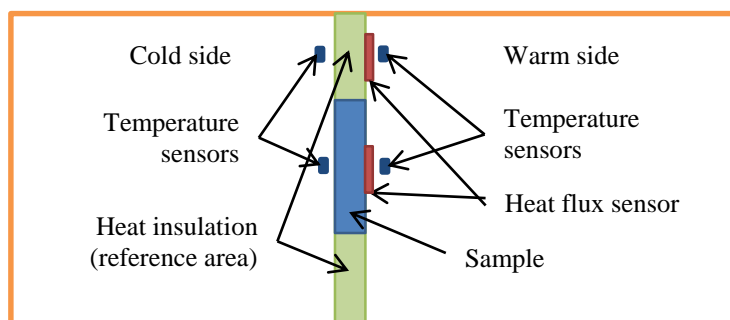 Cold side
Warm side
Temperature
sensors
Temperature
sensors
Heat flux sensor
Heat insulation
(reference area)
Sample